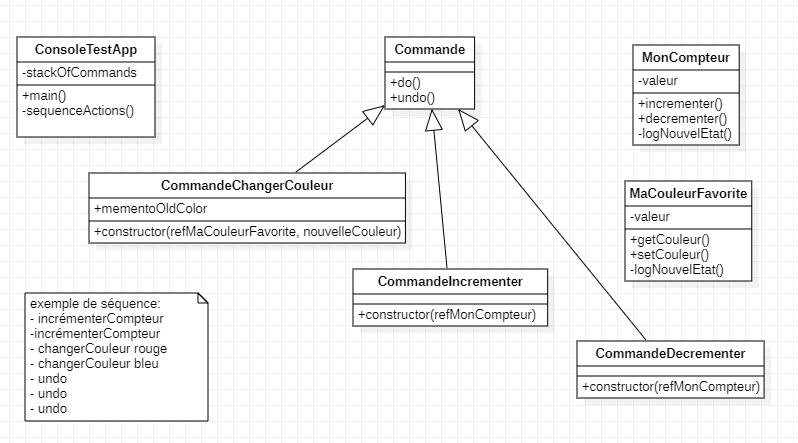 ConsoleTestApp
-stackOfCommands
+main()
-sequenceActions()
Commande
+do()
+undo()
MonCompteur
-valeur
+incrementer()
+decrementer()
-logNouvelEtat()
CommandeChangerCouleur
+mementoOldColor
+constructor(refMaCouleurFavorite, nouvelleCouleur)
MaCouleurFavorite
-valeur
+getCouleur()
+setCouleur()
-logNouvelEtat()
CommandeIncrementer
+constructor(refMonCompteur)
CommandeDecrementer
+constructor(refMonCompteur)
exemple de séquence:
- incrémenterCompteur
-incrémenterCompteur
- changerCouleur rouge
- changerCouleur bleu
- undo
- undo
- undo